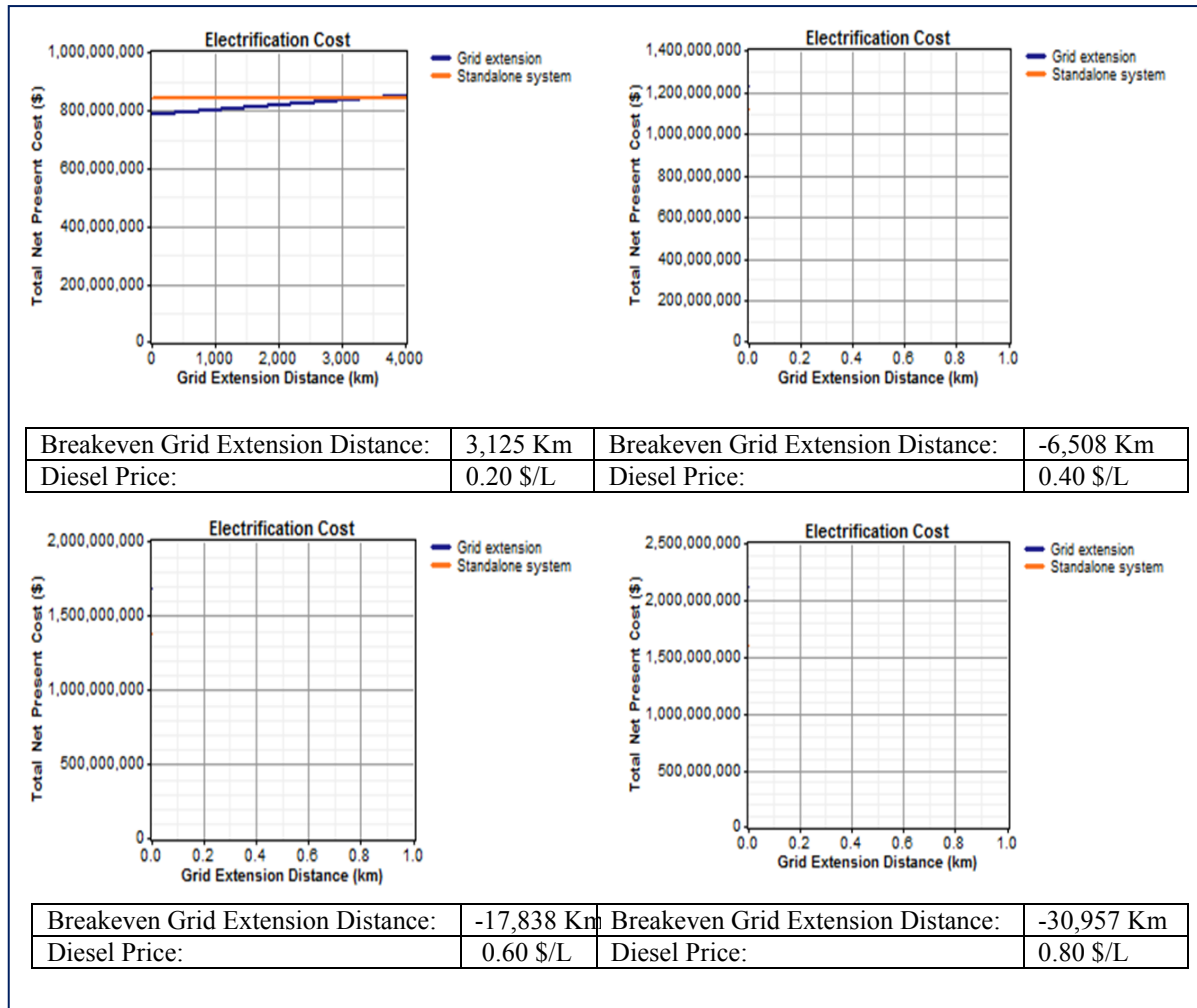 Electrification Cost
1,000,000,000
800,000,000
600,000,000
400,000,000
200,000,000
0
Total Net Present Cost ($)
0 1,000 2,000 3,000 4,000
Grid Extension Distance (km)
Grid extension
Standalone system
Electrification Cost
1,400,000,000
1,200,000,000
1,000,000,000
800,000,000
600,000,000
400,000,000
200,000,000
0
Total Net Present Cost ($)
0.0 0.2 0.4 0.6 0.8 1.0
Grid Extension Distance (km)
Grid extension
Standalone system
Breakeven Grid Extension Distance: 3,125 Km Breakeven Grid Extension Distance: -6,508 Km
Diesel Price: 0.20 $/L Diesel Price: 0.40 $/L
Electrification Cost
2,000,000,000
1,500,000,000
1,000,000,000
500,000,000
0
Total Net Present Cost ($)
0.0 0.2 0.4 0.6 0.8 1.0
Grid Extension Distance (km)
Grid extension
Standalone system
Electrification Cost
2,500,000,000
2,000,000,000
1,500,000,000
1,000,000,000
500,000,000
0
Total Net Present Cost ($)
0.0 0.2 0.4 0.6 0.8 1.0
Grid Extension Distance (km)
Grid extension
Standalone system
Breakeven Grid Extension Distance: -17,838 Km Breakeven Grid Extension Distance: -30,957 Km
Diesel Price: 0.60 $/L Diesel Price: 0.80 $/L